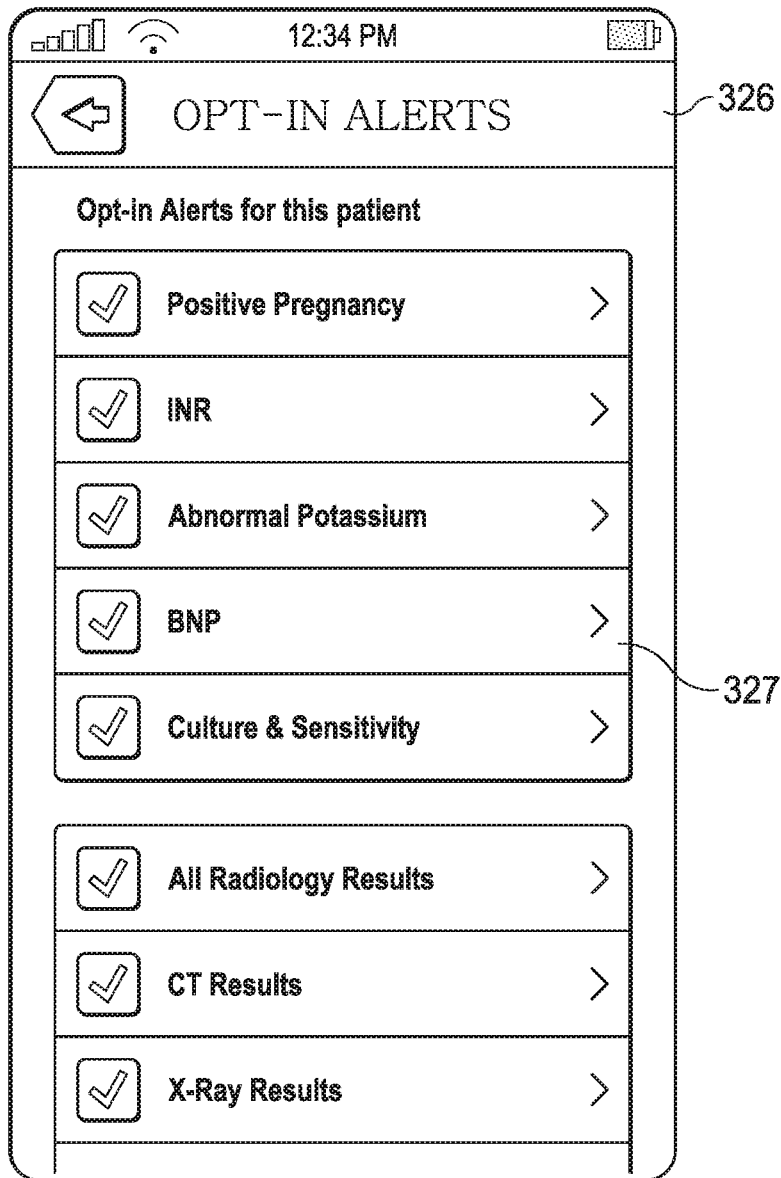 12:34 PM
OPT-IN ALERTS
326
Opt-in Alerts for this patient
Positive Pregnancy
INR
Abnormal Potassium
BNP
327
Culture & Sensitivity
All Radiology Results
CT Results
X-Ray Results